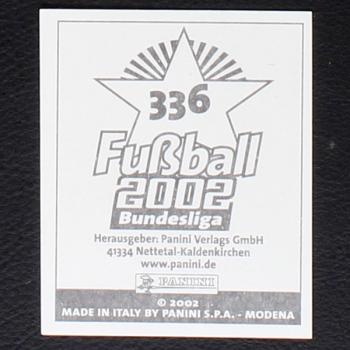 336
Fußball
2002
Bundesliga
Herausgeber: Panini Verlags GmbH
41334 Nettetal-Kaldenkirchen
www.panini.de
PANINI
© 2002
MADE IN ITALY BY PANINI S.P.A. - MODENA